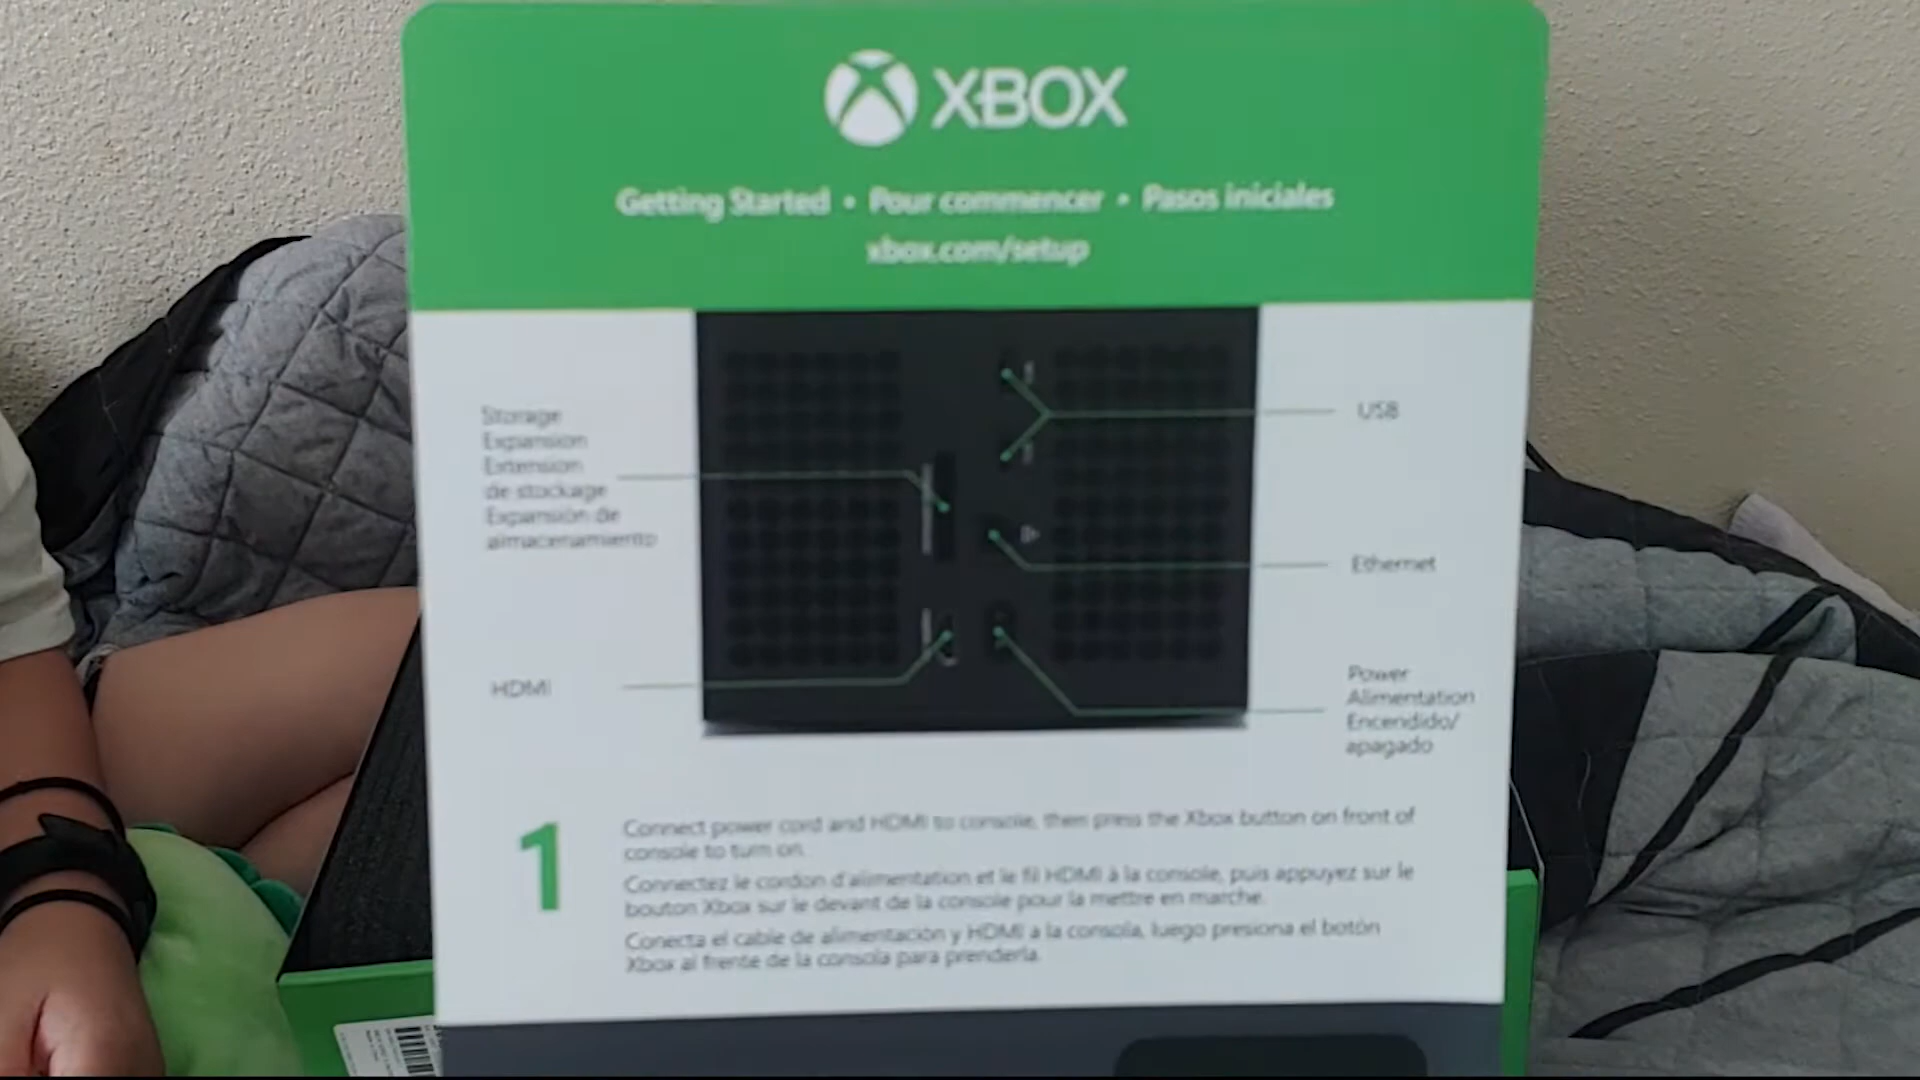 XBOX
Getting Started • Pour commencer • Pasos iniciales
xbox.com/setup
Storage
Expansion
Extension
de stockage
Expansión de
almacenamiento
HDMI
USB
Ethernet
Power
Alimentation
Encendido/
apagado
1
Connect power cord and HDMI to console, then press the Xbox button on front of
console to turn on.
Connectez le cordon d'alimentation et le fil HDMI à la console, puis appuyez sur le
bouton Xbox sur le devant de la console pour la mettre en marche.
Conecta el cable de alimentación y HDMI a la consola, luego presiona el botón
Xbox al frente de la consola para prenderla.